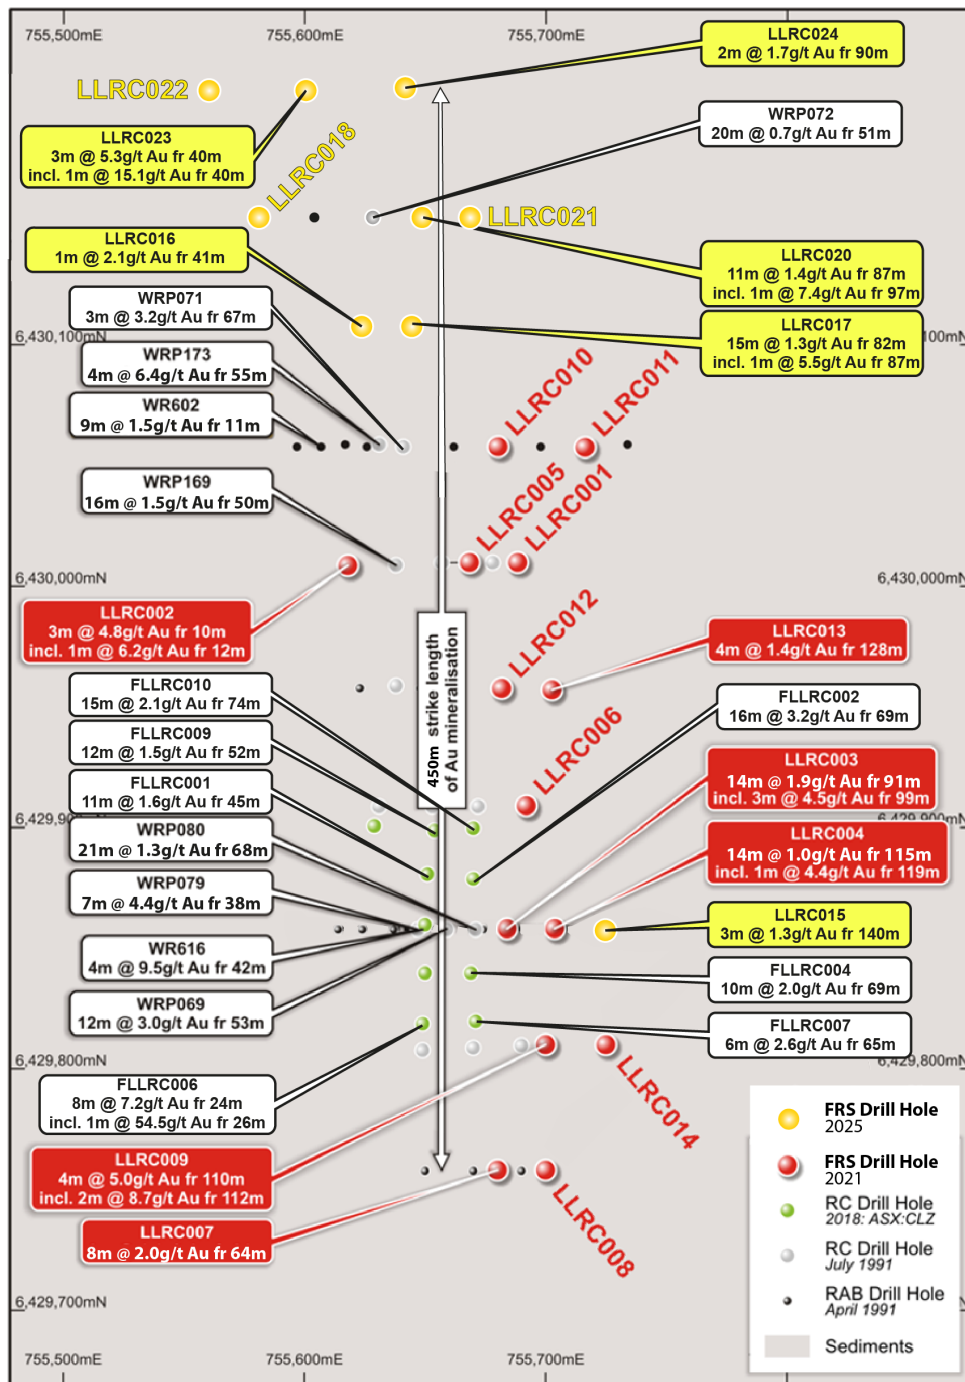 755,500mE
755,600mE
755,700mE
LLRC024
2m @ 1.7g/t Au fr 90m
LLRC022
WRP072
20m @ 0.7g/t Au fr 51m
LLRC023
3m @ 5.3g/t Au fr 40m
incl. 1m @ 15.1g/t Au fr 40m
LLRC018
LLRC021
LLRC016
1m @ 2.1g/t Au fr 41m
LLRC020
11m @ 1.4g/t Au fr 87m
incl. 1m @ 7.4g/t Au fr 97m
WRP071
3m @ 3.2g/t Au fr 67m
LLRC017
15m @ 1.3g/t Au fr 82m
incl. 1m @ 5.5g/t Au fr 87m
6,430,100mN
100mN
WRP173
4m @ 6.4g/t Au fr 55m
LLRC010
LLRC011
WR602
9m @ 1.5g/t Au fr 11m
WRP169
16m @ 1.5g/t Au fr 50m
LLRC005
LLRC001
6,430,000mN
6,430,000mN
LLRC002
3m @ 4.8g/t Au fr 10m
incl. 1m @ 6.2g/t Au fr 12m
LLRC012
LLRC013
4m @ 1.4g/t Au fr 128m
450m strike length
of Au mineralisation
FLLRC010
15m @ 2.1g/t Au fr 74m
FLLRC002
16m @ 3.2g/t Au fr 69m
FLLRC009
12m @ 1.5g/t Au fr 52m
LLRC006
LLRC003
14m @ 1.9g/t Au fr 91m
incl. 3m @ 4.5g/t Au fr 99m
FLLRC001
11m @ 1.6g/t Au fr 45m
6,429,900mN
900mN
WRP080
21m @ 1.3g/t Au fr 68m
LLRC004
14m @ 1.0g/t Au fr 115m
incl. 1m @ 4.4g/t Au fr 119m
WRP079
7m @ 4.4g/t Au fr 38m
LLRC015
3m @ 1.3g/t Au fr 140m
WR616
4m @ 9.5g/t Au fr 42m
FLLRC004
10m @ 2.0g/t Au fr 69m
WRP069
12m @ 3.0g/t Au fr 53m
FLLRC007
6m @ 2.6g/t Au fr 65m
6,429,800mN
6,429,800mN
FLLRC006
8m @ 7.2g/t Au fr 24m
incl. 1m @ 54.5g/t Au fr 26m
LLRC014
LLRC009
4m @ 5.0g/t Au fr 110m
incl. 2m @ 8.7g/t Au fr 112m
LLRC007
8m @ 2.0g/t Au fr 64m
LLRC008
FRS Drill Hole
2025
FRS Drill Hole
2021
RC Drill Hole
2018: ASX:CLZ
RC Drill Hole
July 1991
RAB Drill Hole
April 1991
Sediments
6,429,700mN
755,500mE
755,600mE
755,700mE